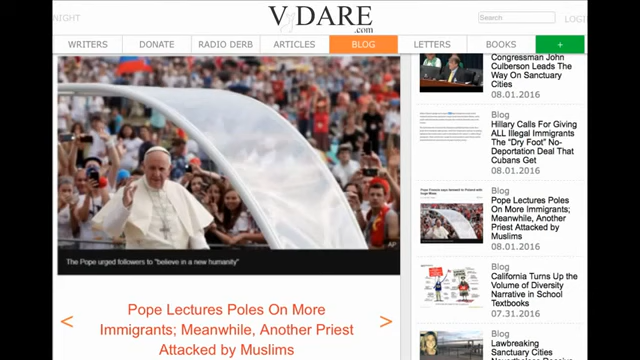 NIGHT
VDARE
.com
Search
LOGI
WRITERS
DONATE
RADIO DERB
ARTICLES
BLOG
LETTERS
BOOKS
+
AP
The Pope urged followers to "believe in a new humanity"
<
Pope Lectures Poles On More
Immigrants; Meanwhile, Another Priest
Attacked by Muslims
>
Congressman John
Culberson Leads The
Way On Sanctuary
Cities
08.01.2016
Blog
Hillary Calls For Giving
ALL Illegal Immigrants
The "Dry Foot" No-
Deportation Deal That
Cubans Get
08.01.2016
Blog
Pope Lectures Poles
On More Immigrants;
Meanwhile, Another
Priest Attacked by
Muslims
08.01.2016
Blog
California Turns Up the
Volume of Diversity
Narrative in School
Textbooks
07.31.2016
Blog
Lawbreaking
Sanctuary Cities